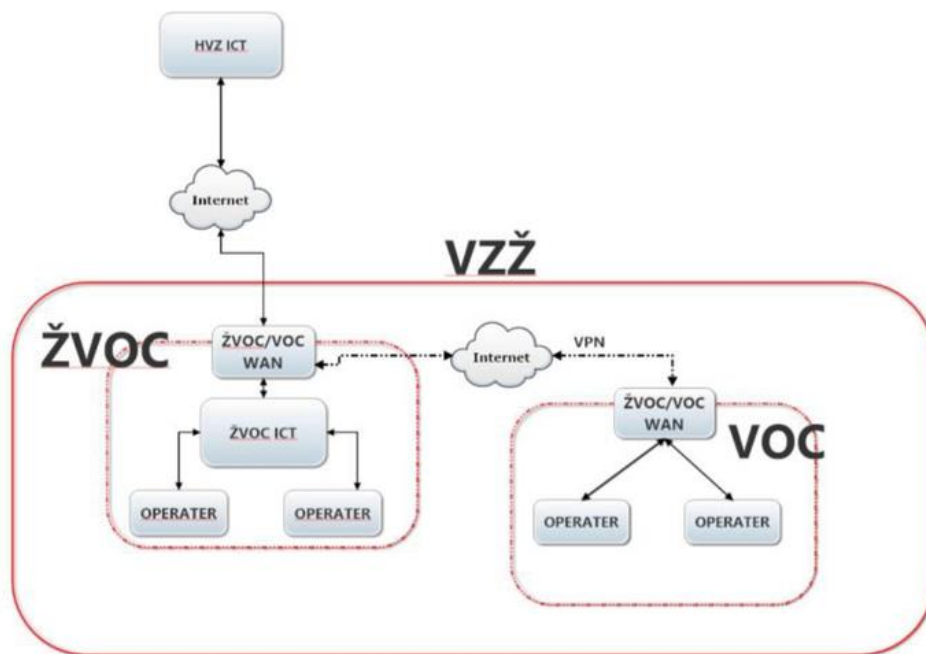 HVZ ICT
Internet
VZŽ
ŽVOC
ŽVOC/VOC
WAN
Internet
VPN
ŽVOC ICT
ŽVOC/VOC
WAN
VOC
OPERATER
OPERATER
OPERATER
OPERATER